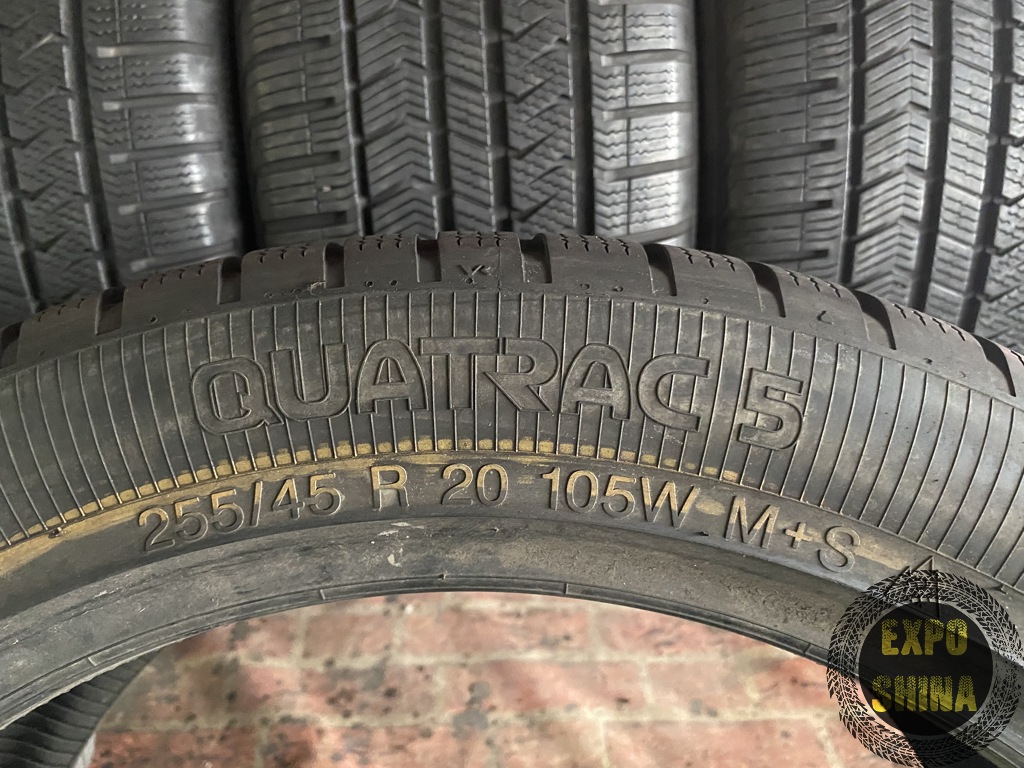 QUATRAC 5
255/45 R 20 105W M+S
EXPO
SHINA